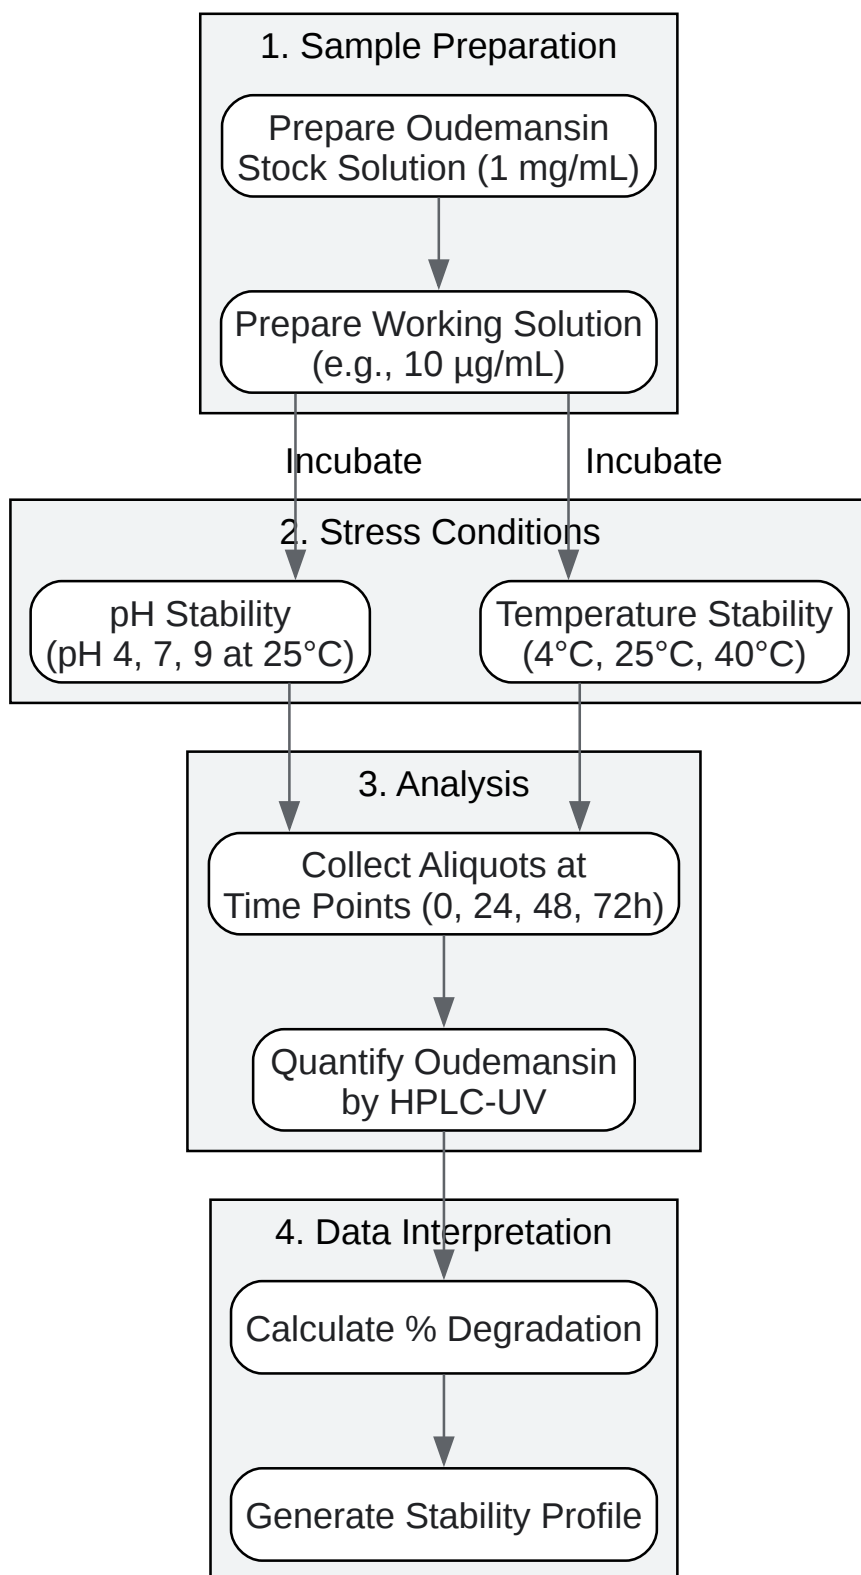 1. Sample Preparation
Prepare Oudemansin
Stock Solution (1 mg/mL)
Prepare Working Solution
(e.g., 10 µg/mL)
Incubate
Incubate
2. Stress Conditions
pH Stability
(pH 4, 7, 9 at 25°C)
Temperature Stability
(4°C, 25°C, 40°C)
3. Analysis
Collect Aliquots at
Time Points (0, 24, 48, 72h)
Quantify Oudemansin
by HPLC-UV
4. Data Interpretation
Calculate % Degradation
Generate Stability Profile